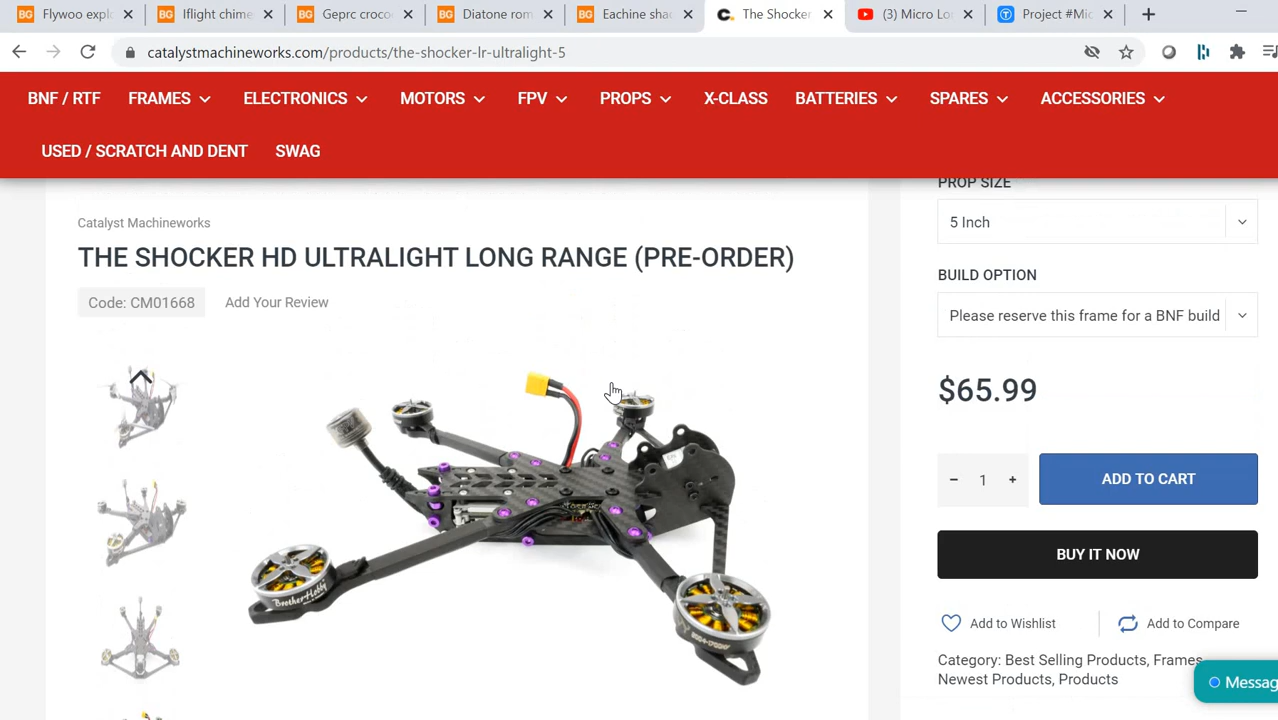 Flywoo expl
Iflight chime
Geprc croco
Diatone rom
Eachine shad
The Shocker
(3) Micro Lo
Project #Mic
catalystmachineworks.com/products/the-shocker-lr-ultralight-5
BNF / RTF FRAMES ELECTRONICS MOTORS FPV PROPS X-CLASS BATTERIES SPARES ACCESSORIES
USED / SCRATCH AND DENT SWAG
Catalyst Machineworks
THE SHOCKER HD ULTRALIGHT LONG RANGE (PRE-ORDER)
Code: CM01668 Add Your Review
BrotherHobby
PROP SIZE
5 Inch
BUILD OPTION
Please reserve this frame for a BNF build
$65.99
− 1 + ADD TO CART
BUY IT NOW
Add to Wishlist Add to Compare
Category: Best Selling Products, Frames,
Newest Products, Products
Messag